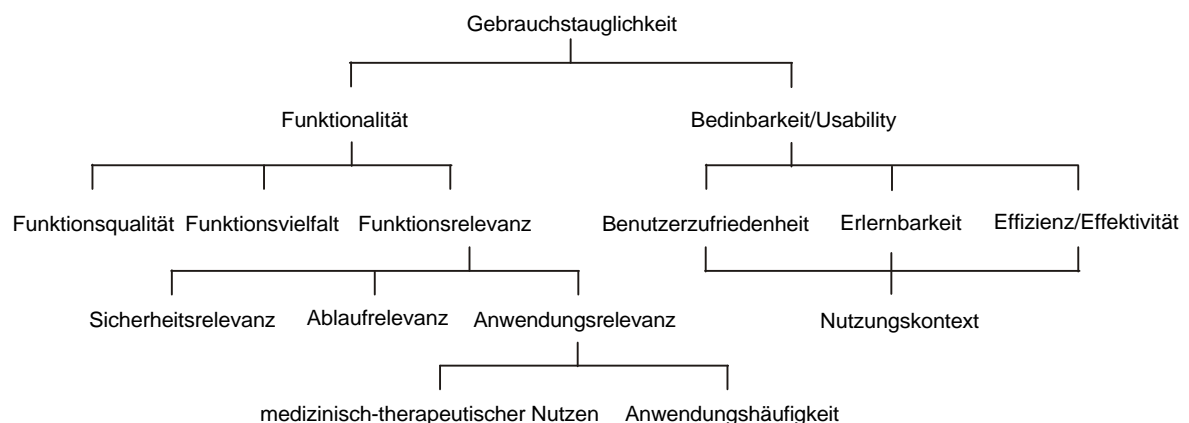 Gebrauchstauglichkeit
Funktionalität Bedinbarkeit/Usability
Funktionsqualität Funktionsvielfalt Funktionsrelevanz Benutzerzufriedenheit Erlernbarkeit Effizienz/Effektivität
Sicherheitsrelevanz Ablaufrelevanz Anwendungsrelevanz Nutzungskontext
medizinisch-therapeutischer Nutzen Anwendungshäufigkeit